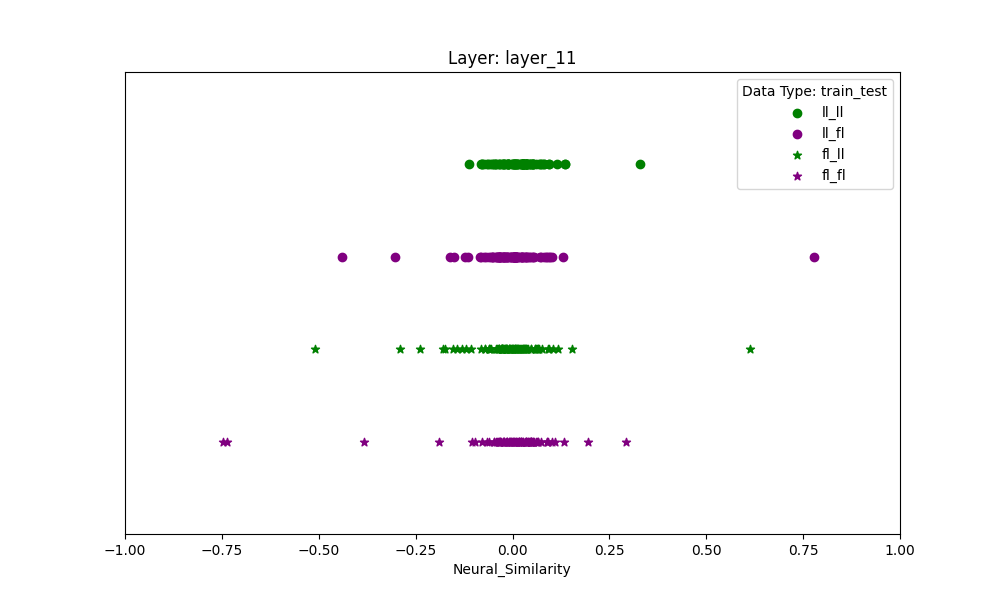 Layer: layer_11
Data Type: train_test
ll_ll
ll_fl
fl_ll
fl_fl
−1.00 −0.75 −0.50 −0.25 0.00 0.25 0.50 0.75 1.00
Neural_Similarity